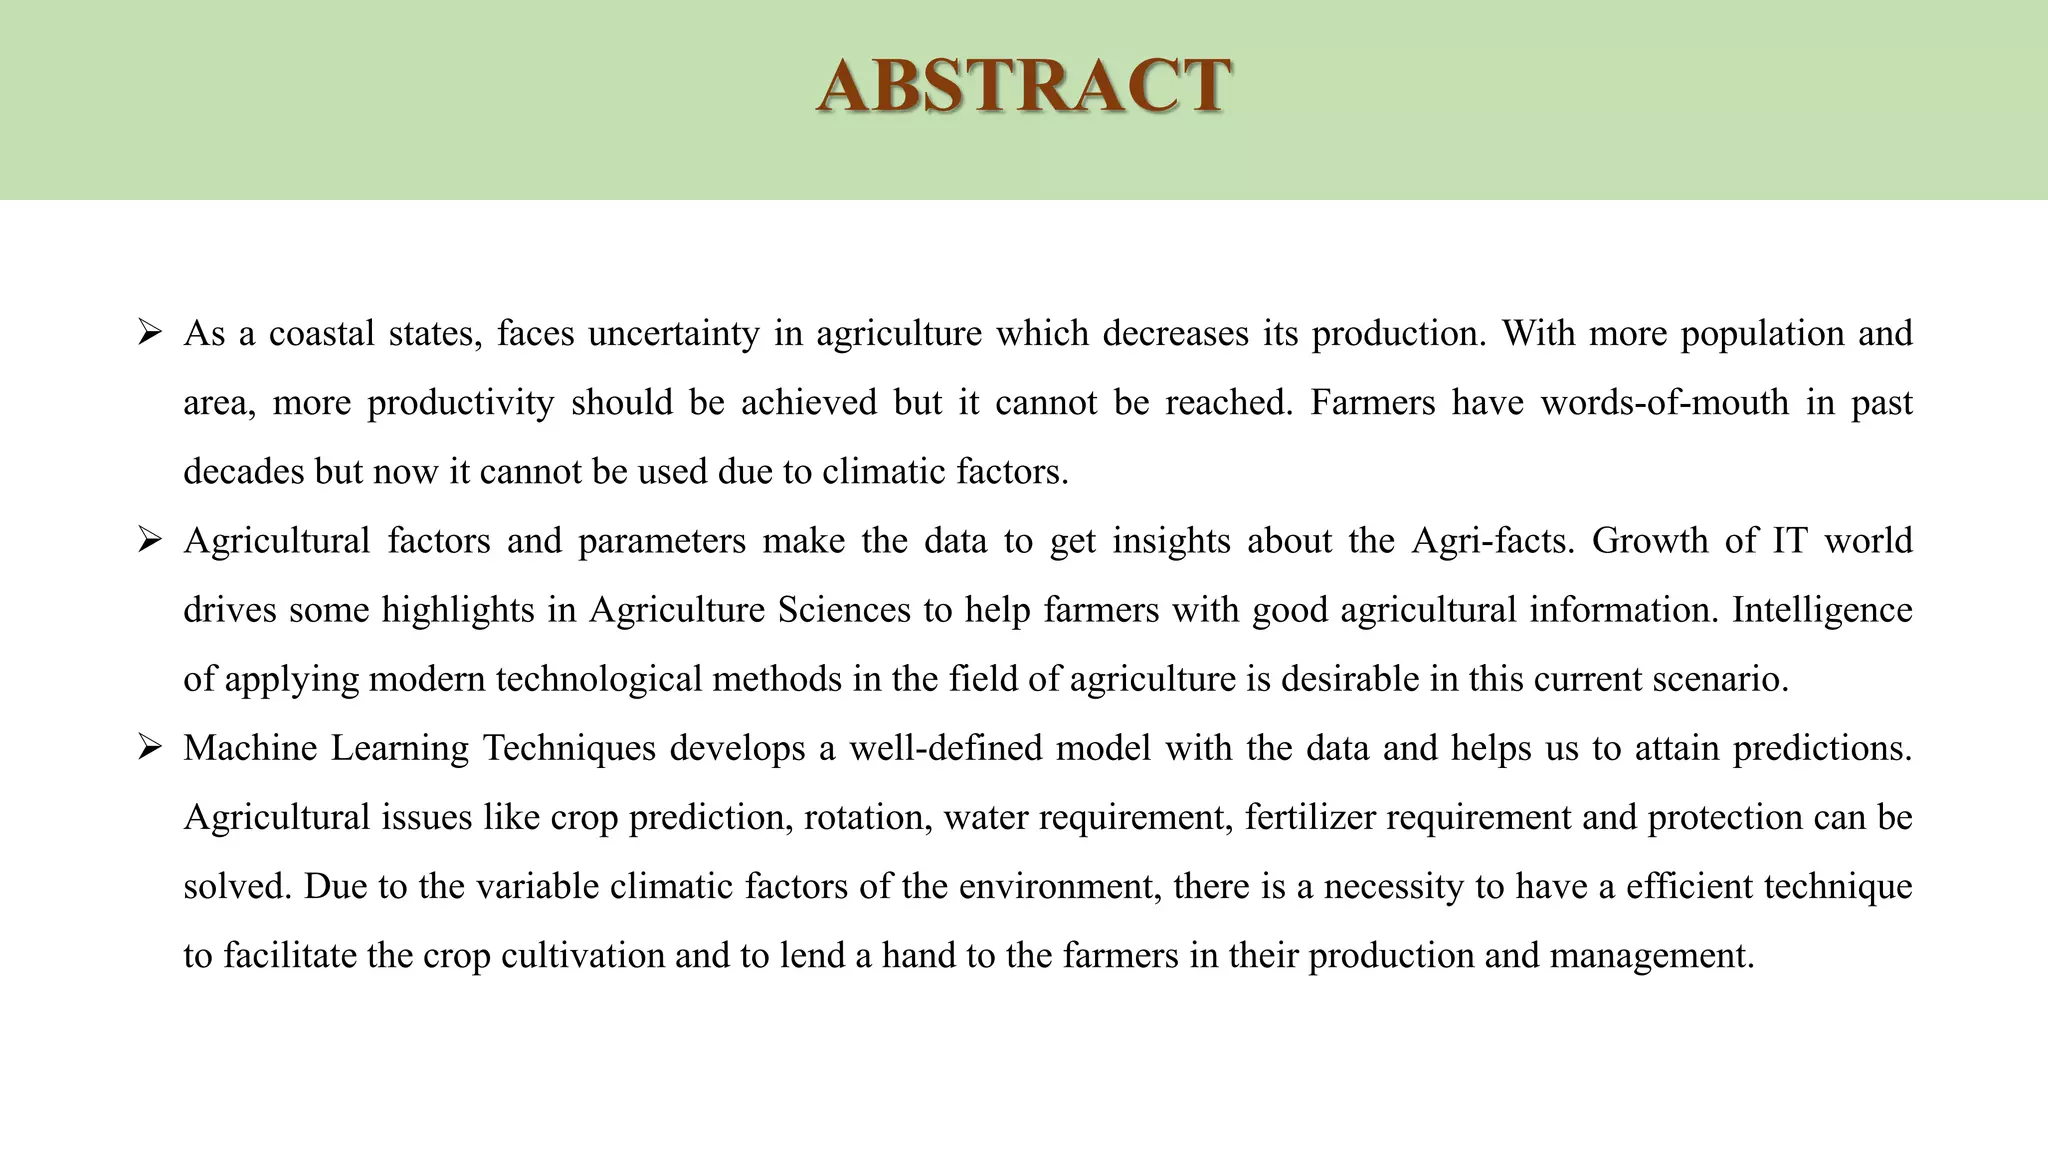 ABSTRACT
➢ As a coastal states, faces uncertainty in agriculture which decreases its production. With more population and
area, more productivity should be achieved but it cannot be reached. Farmers have words-of-mouth in past
decades but now it cannot be used due to climatic factors.
➢ Agricultural factors and parameters make the data to get insights about the Agri-facts. Growth of IT world
drives some highlights in Agriculture Sciences to help farmers with good agricultural information. Intelligence
of applying modern technological methods in the field of agriculture is desirable in this current scenario.
➢ Machine Learning Techniques develops a well-defined model with the data and helps us to attain predictions.
Agricultural issues like crop prediction, rotation, water requirement, fertilizer requirement and protection can be
solved. Due to the variable climatic factors of the environment, there is a necessity to have a efficient technique
to facilitate the crop cultivation and to lend a hand to the farmers in their production and management.